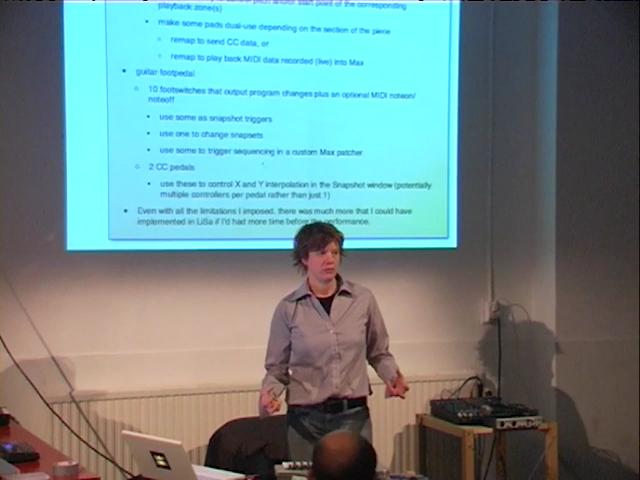 playback zone(s)
• make some pads dual-use depending on the section of the piece
○ remap to send CC data, or
○ remap to play back MIDI data recorded (live) into Max
• guitar footpedal
○ 10 footswitches that output program changes plus an optional MIDI noteon/
noteoff
• use some as snapshot triggers
• use one to change snapsets
• use some to trigger sequencing in a custom Max patcher
○ 2 CC pedals
• use these to control X and Y interpolation in the Snapshot window (potentially
multiple controllers per pedal rather than just 1)
• Even with all the limitations I imposed, there was much more that I could have
implemented in LiSa if I'd had more time before the performance.